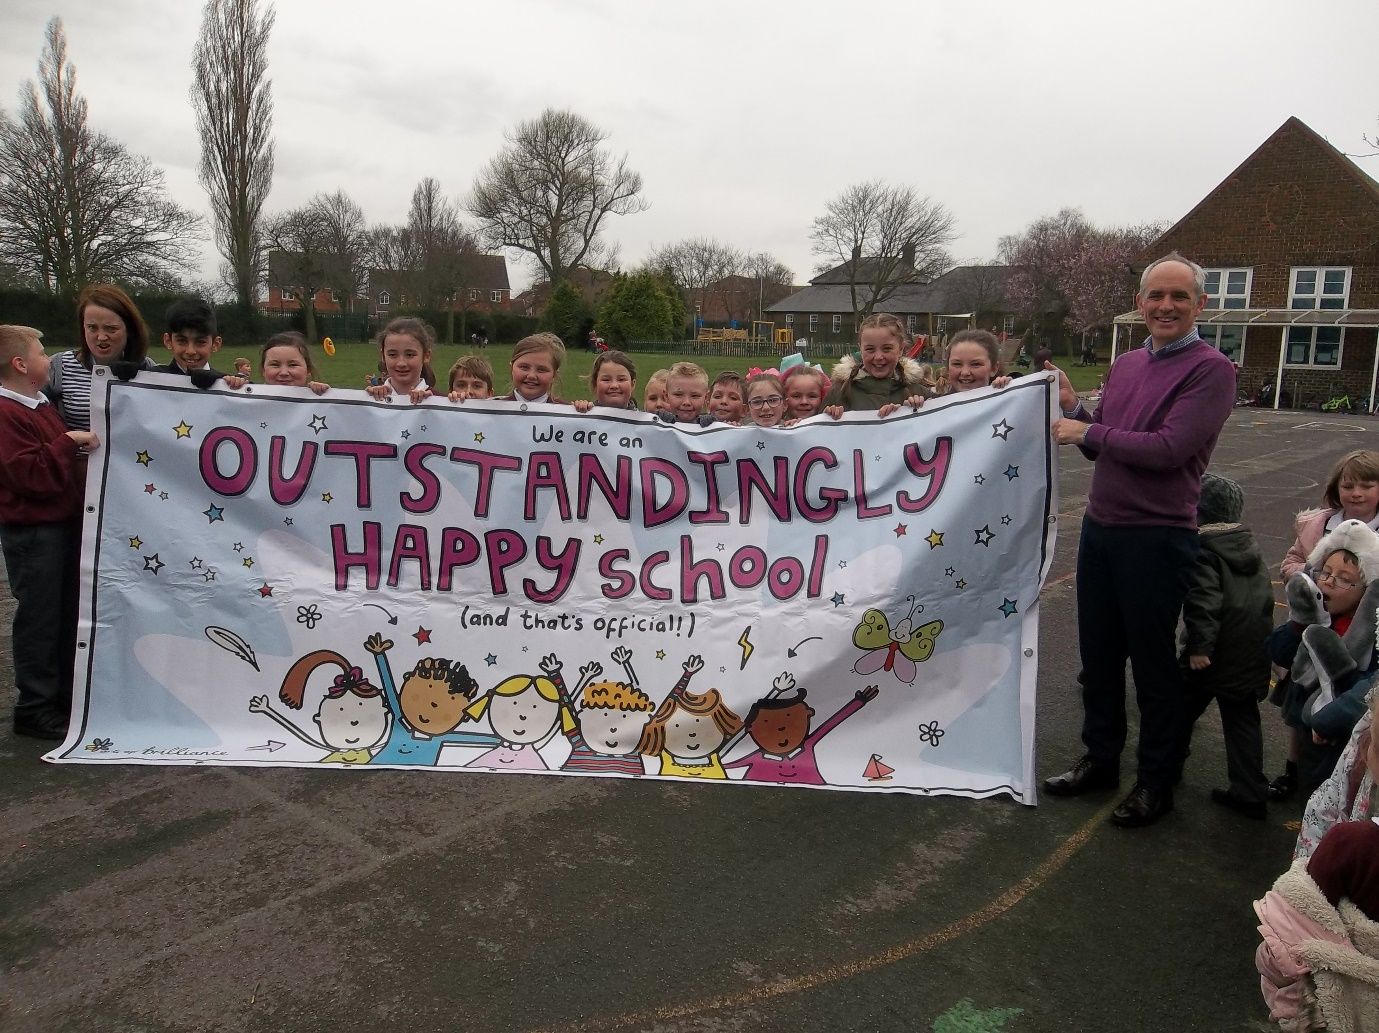 We are an
OUTSTANDINGLY
HAPPY school
(and that's official!!)
Brilliance